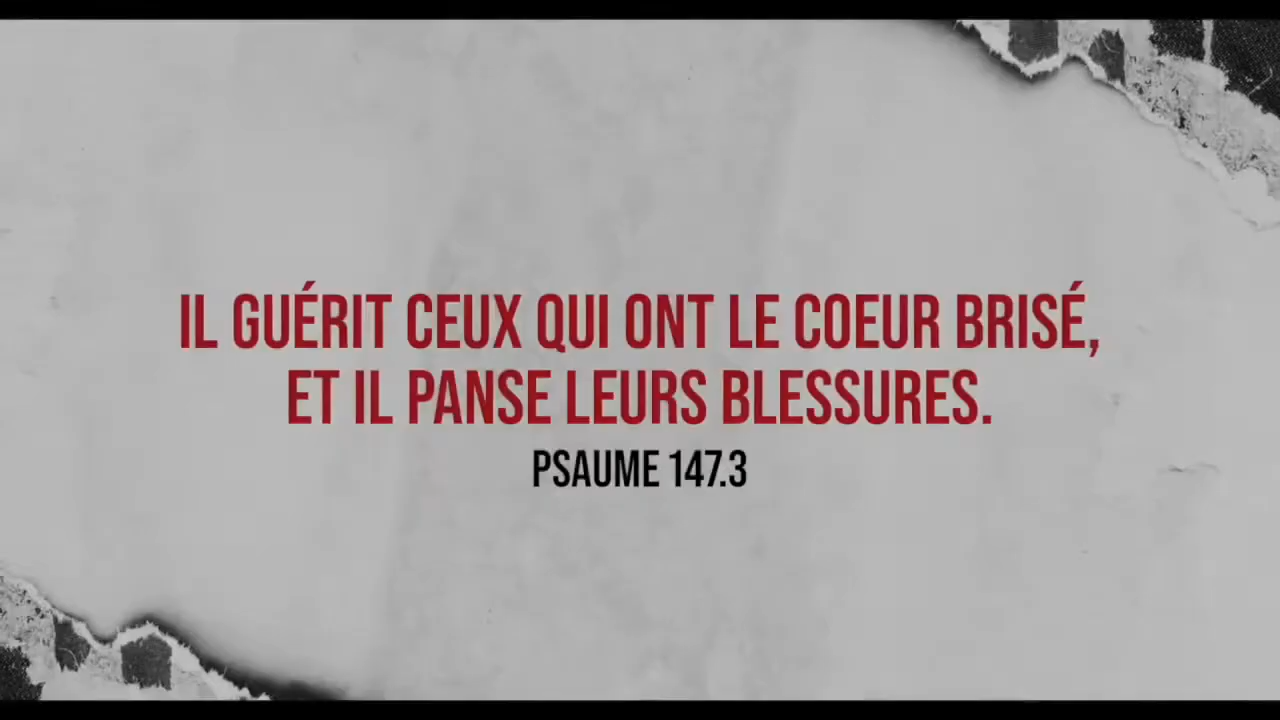 IL GUÉRIT CEUX QUI ONT LE COEUR BRISÉ,
ET IL PANSE LEURS BLESSURES.
PSAUME 147.3